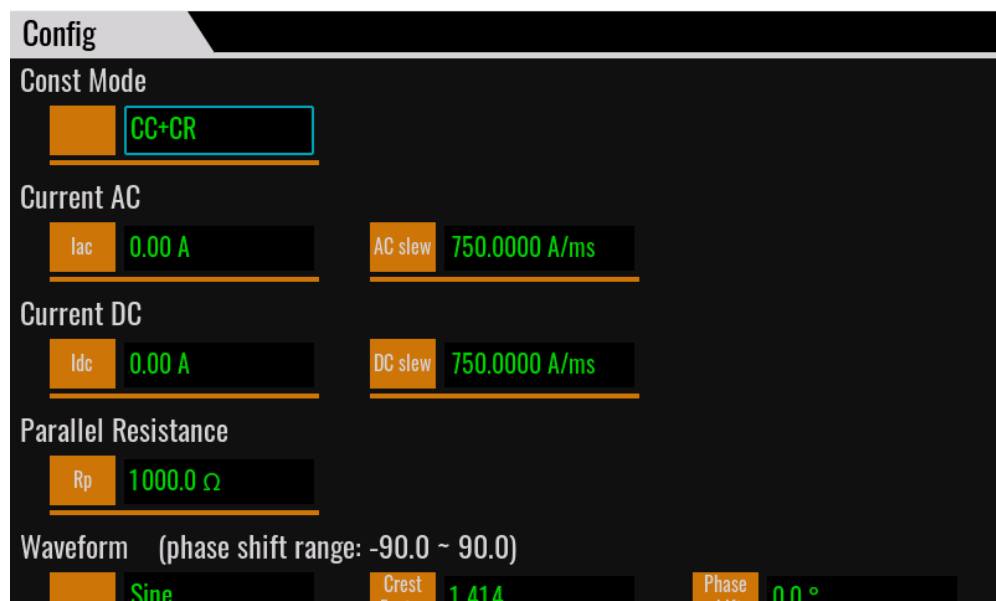 Config
Const Mode
CC+CR
Current AC
Iac 0.00 A AC slew 750.0000 A/ms
Current DC
Idc 0.00 A DC slew 750.0000 A/ms
Parallel Resistance
Rp 1000.0 Ω
Waveform (phase shift range: -90.0 ~ 90.0)
Sine Crest 1.414 Phase 0.0 °